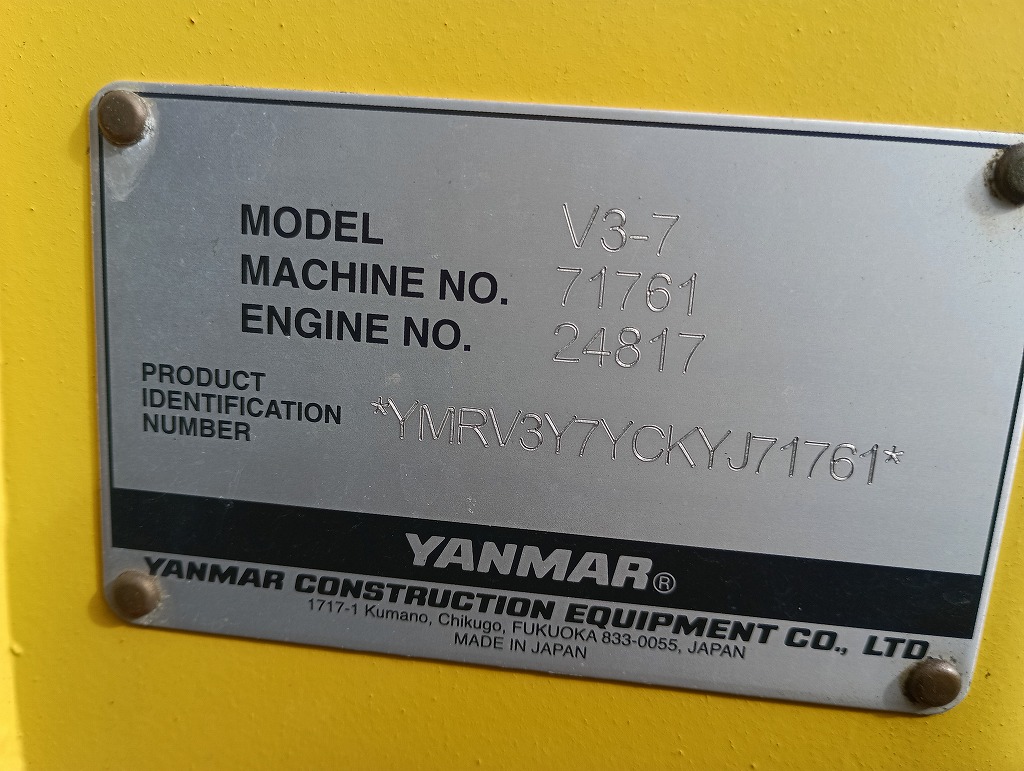 MODEL V3-7
MACHINE NO. 71761
ENGINE NO. 24817
PRODUCT
IDENTIFICATION
NUMBER *YMRV3Y7YCKYJ71761*
YANMAR®
YANMAR CONSTRUCTION EQUIPMENT CO., LTD.
1717-1 Kumano, Chikugo, FUKUOKA 833-0055, JAPAN
MADE IN JAPAN